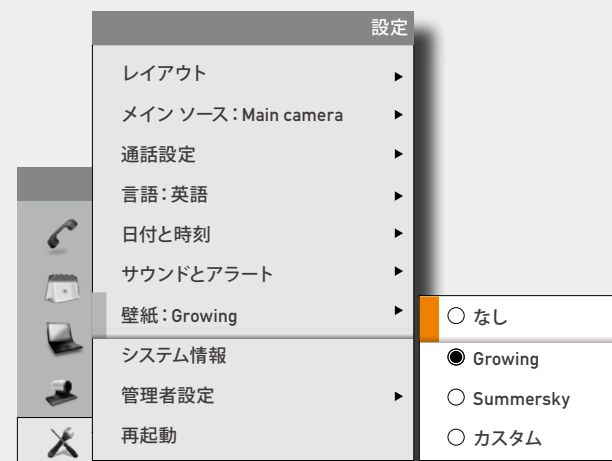 設定
レイアウト
メイン ソース：Main camera
通話設定
言語：英語
日付と時刻
サウンドとアラート
壁紙：Growing
システム情報
管理者設定
再起動
なし
Growing
Summersky
カスタム